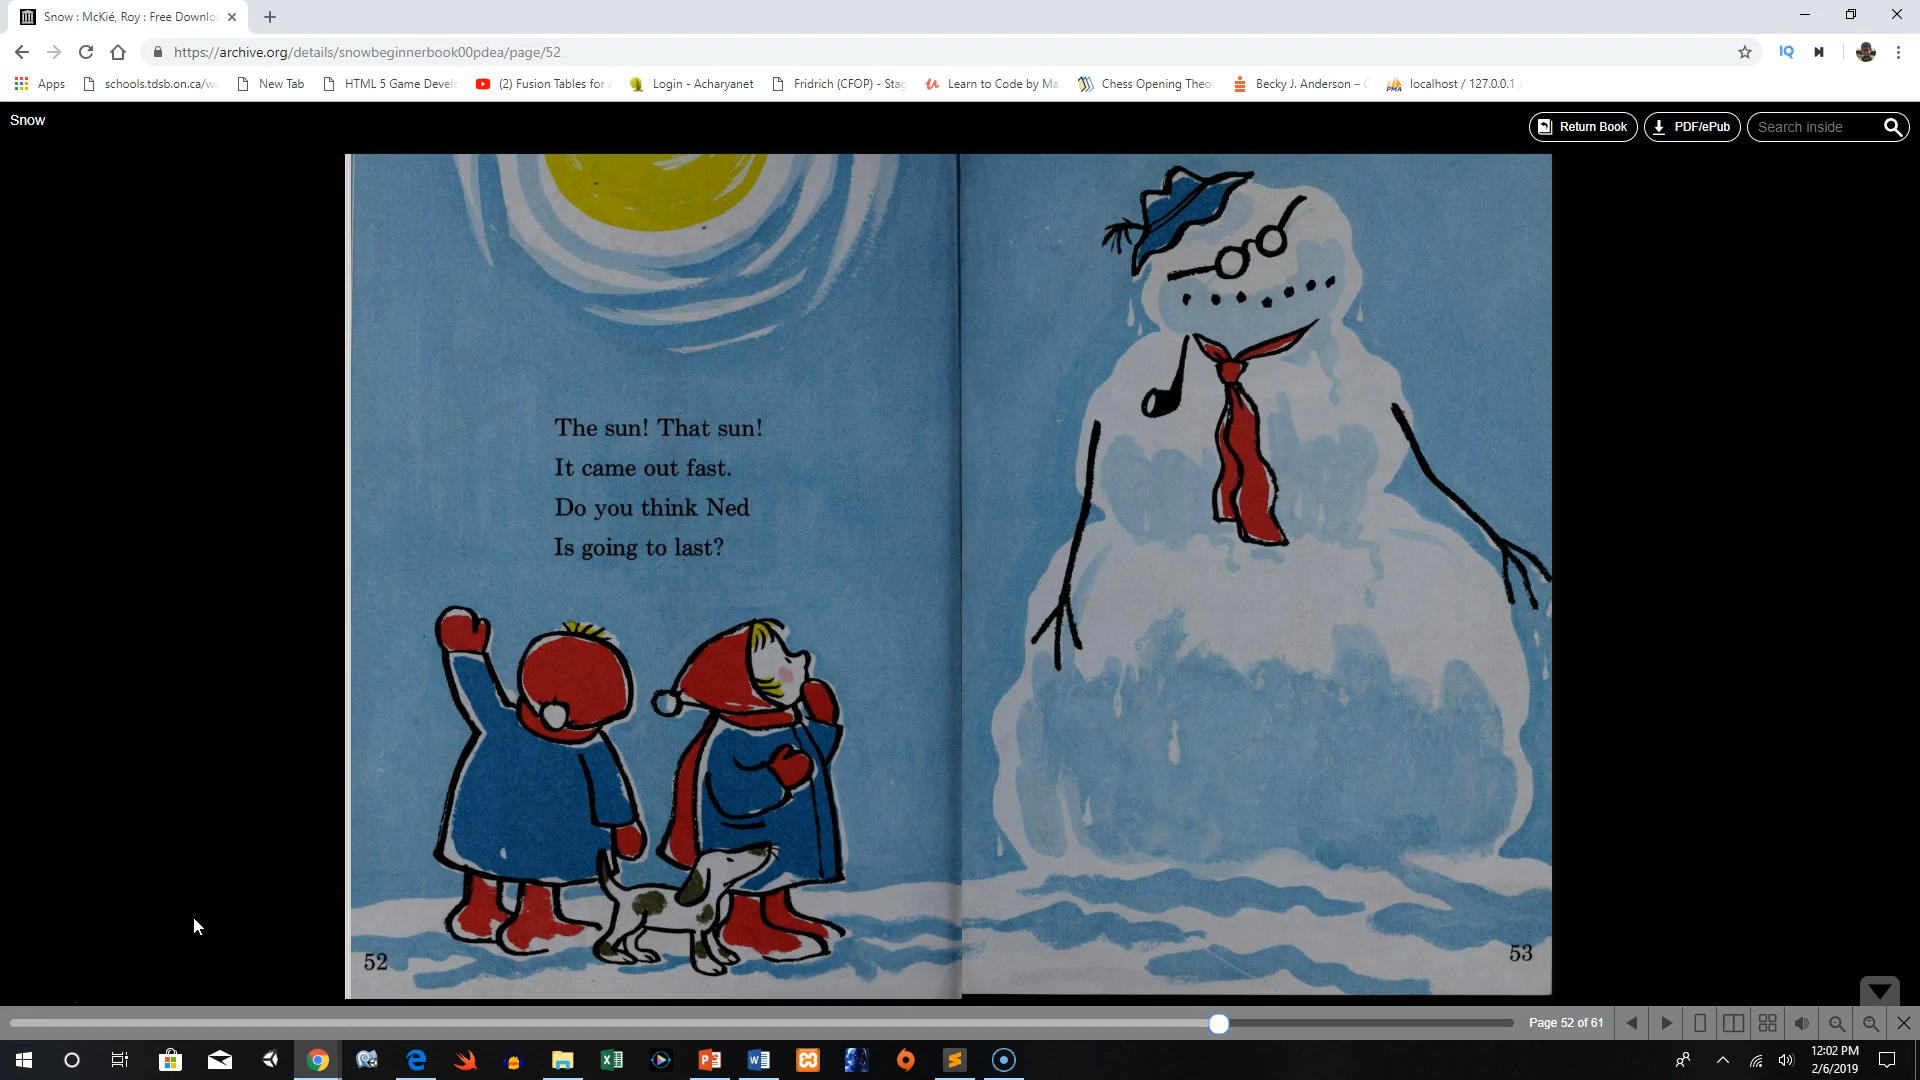 Snow : McKié, Roy : Free Downlo
https://archive.org/details/snowbeginnerbook00pdea/page/52
IQ
Apps
schools.tdsb.on.ca/we
New Tab
HTML 5 Game Devel
(2) Fusion Tables for
Login - Acharyanet
Fridrich (CFOP) - Stag
Learn to Code by Ma
Chess Opening Theo
Becky J. Anderson –
localhost / 127.0.0.1
Snow
Return Book
PDF/ePub
Search inside
The sun! That sun!
It came out fast.
Do you think Ned
Is going to last?
52
53
Page 52 of 61
12:02 PM
2/6/2019